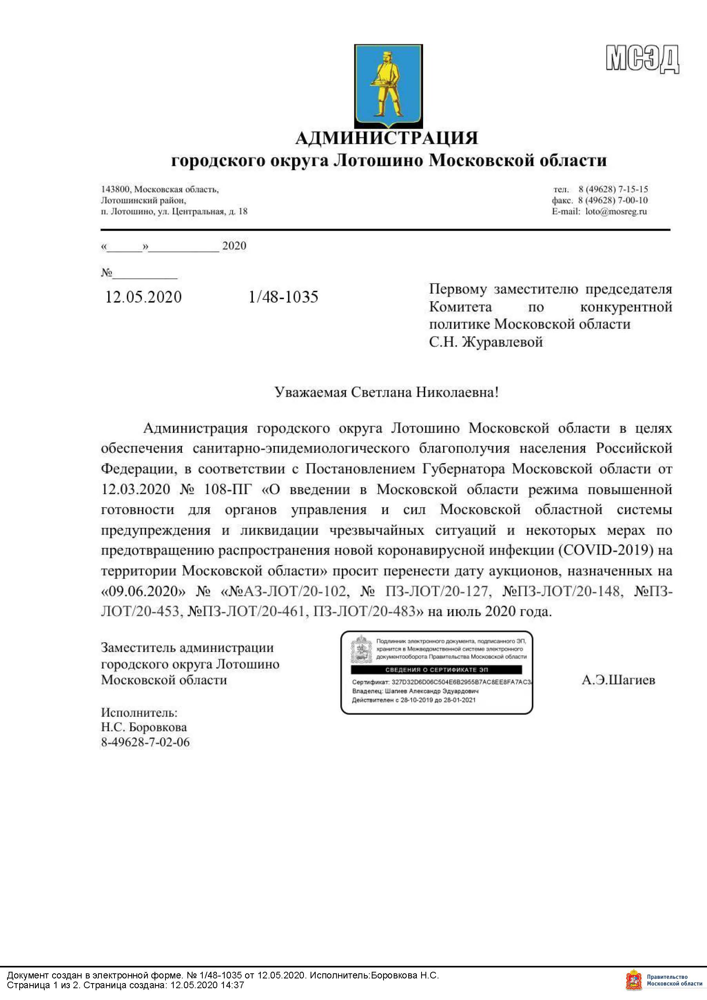 МСЭД
АДМИНИСТРАЦИЯ
городского округа Лотошино Московской области
143800, Московская область,
Лотошинский район,
п. Лотошино, ул. Центральная, д. 18
тел. 8 (49628) 7-15-15
факс. 8 (49628) 7-00-10
E-mail: loto@mosreg.ru
«______»____________ 2020
№___________
12.05.2020 1/48-1035
Первому заместителю председателя
Комитета по конкурентной
политике Московской области
С.Н. Журавлевой
Уважаемая Светлана Николаевна!
Администрация городского округа Лотошино Московской области в целях
обеспечения санитарно-эпидемиологического благополучия населения Российской
Федерации, в соответствии с Постановлением Губернатора Московской области от
12.03.2020 № 108-ПГ «О введении в Московской области режима повышенной
готовности для органов управления и сил Московской областной системы
предупреждения и ликвидации чрезвычайных ситуаций и некоторых мерах по
предотвращению распространения новой коронавирусной инфекции (COVID-2019) на
территории Московской области» просит перенести дату аукционов, назначенных на
«09.06.2020» № «№АЗ-ЛОТ/20-102, № ПЗ-ЛОТ/20-127, №ПЗ-ЛОТ/20-148, №ПЗ-
ЛОТ/20-453, №ПЗ-ЛОТ/20-461, ПЗ-ЛОТ/20-483» на июль 2020 года.
Заместитель администрации
городского округа Лотошино
Московской области
Подлинник электронного документа, подписанного ЭП,
хранится в Межведомственной системе электронного
документооборота Правительства Московской области
СВЕДЕНИЯ О СЕРТИФИКАТЕ ЭП
Сертификат: 327D32D6D06C504E6B2955B7AC8EE8FA7AC3
Владелец: Шагиев Александр Эдуардович
Действителен с 28-10-2019 до 28-01-2021
А.Э.Шагиев
Исполнитель:
Н.С. Боровкова
8-49628-7-02-06
Документ создан в электронной форме. № 1/48-1035 от 12.05.2020. Исполнитель:Боровкова Н.С.
Страница 1 из 2. Страница создана: 12.05.2020 14:37
Правительство
Московской области